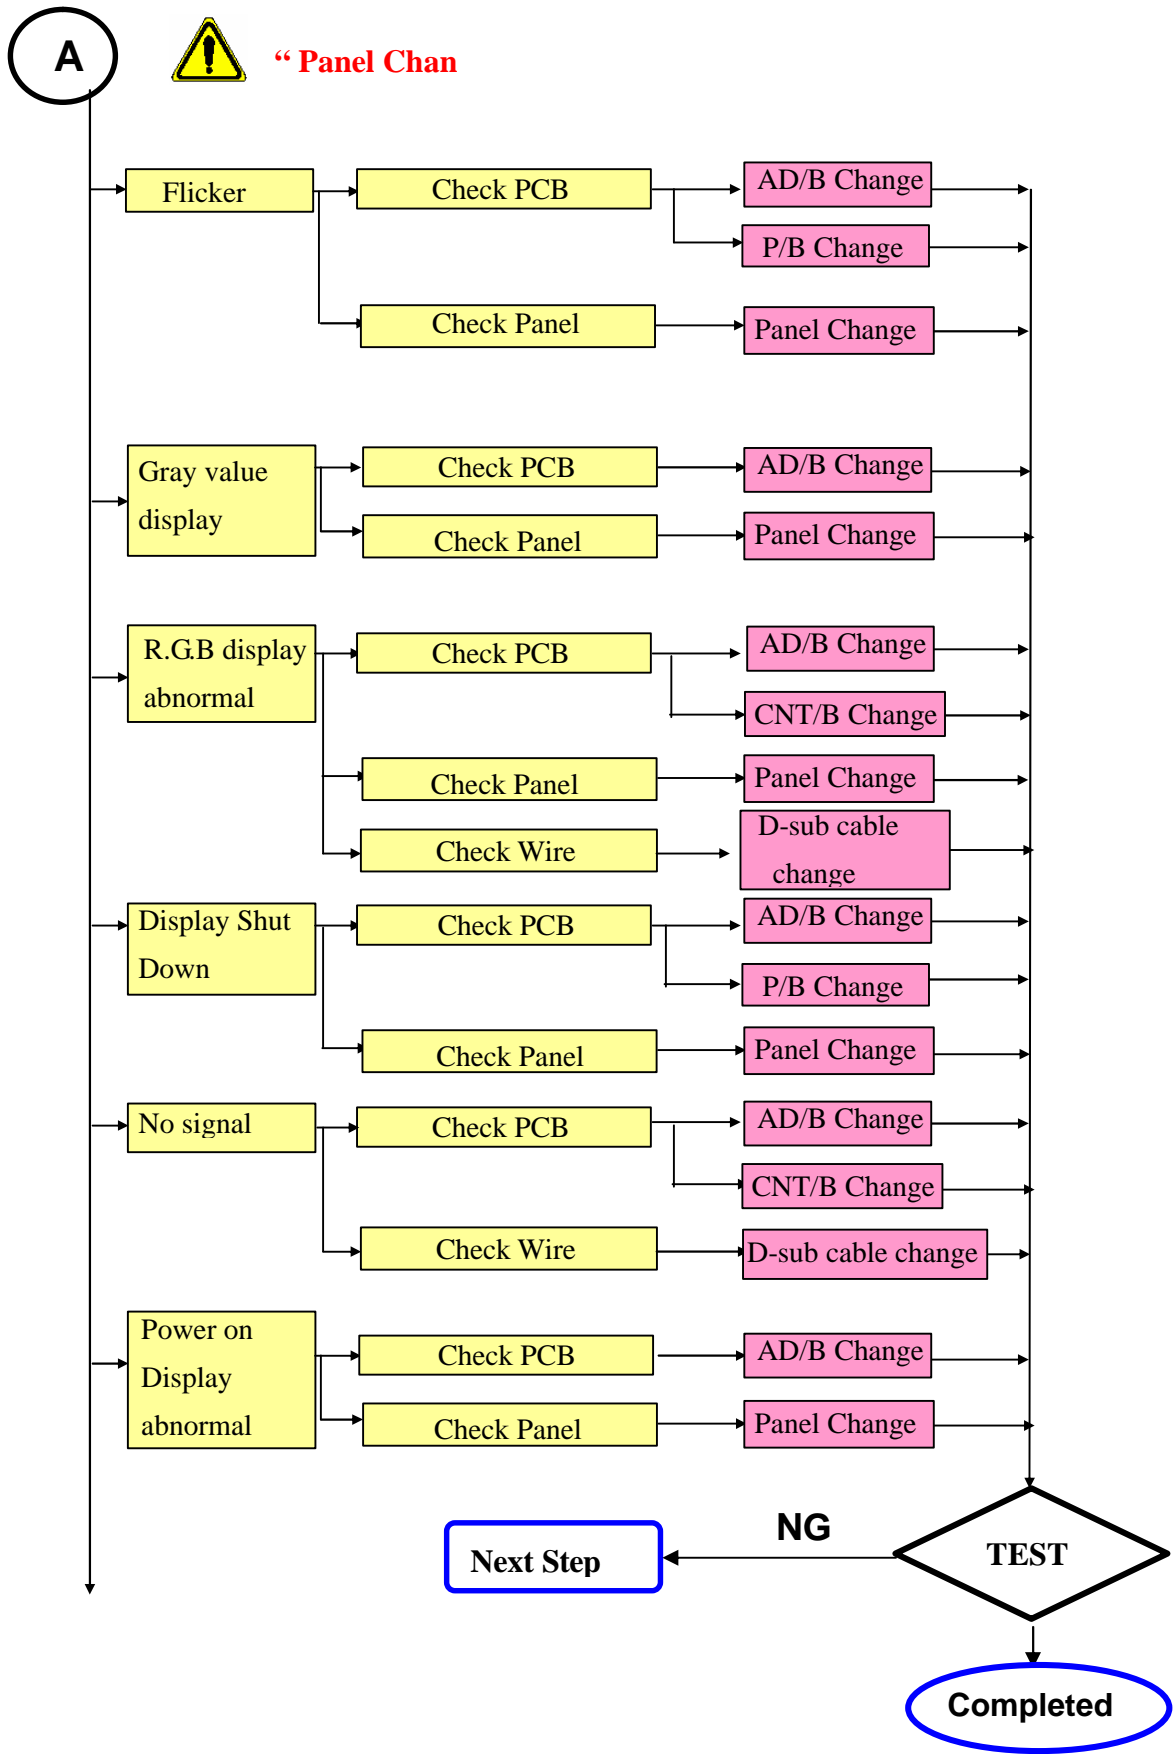 A
“ Panel Chan
Flicker
Check PCB
AD/B Change
P/B Change
Check Panel
Panel Change
Gray value
display
Check PCB
AD/B Change
Check Panel
Panel Change
R.G.B display
abnormal
Check PCB
AD/B Change
CNT/B Change
Check Panel
Panel Change
Check Wire
D-sub cable
change
Display Shut
Down
Check PCB
AD/B Change
P/B Change
Check Panel
Panel Change
No signal
Check PCB
AD/B Change
CNT/B Change
Check Wire
D-sub cable change
Power on
Display
abnormal
Check PCB
AD/B Change
Check Panel
Panel Change
NG
Next Step
TEST
Completed